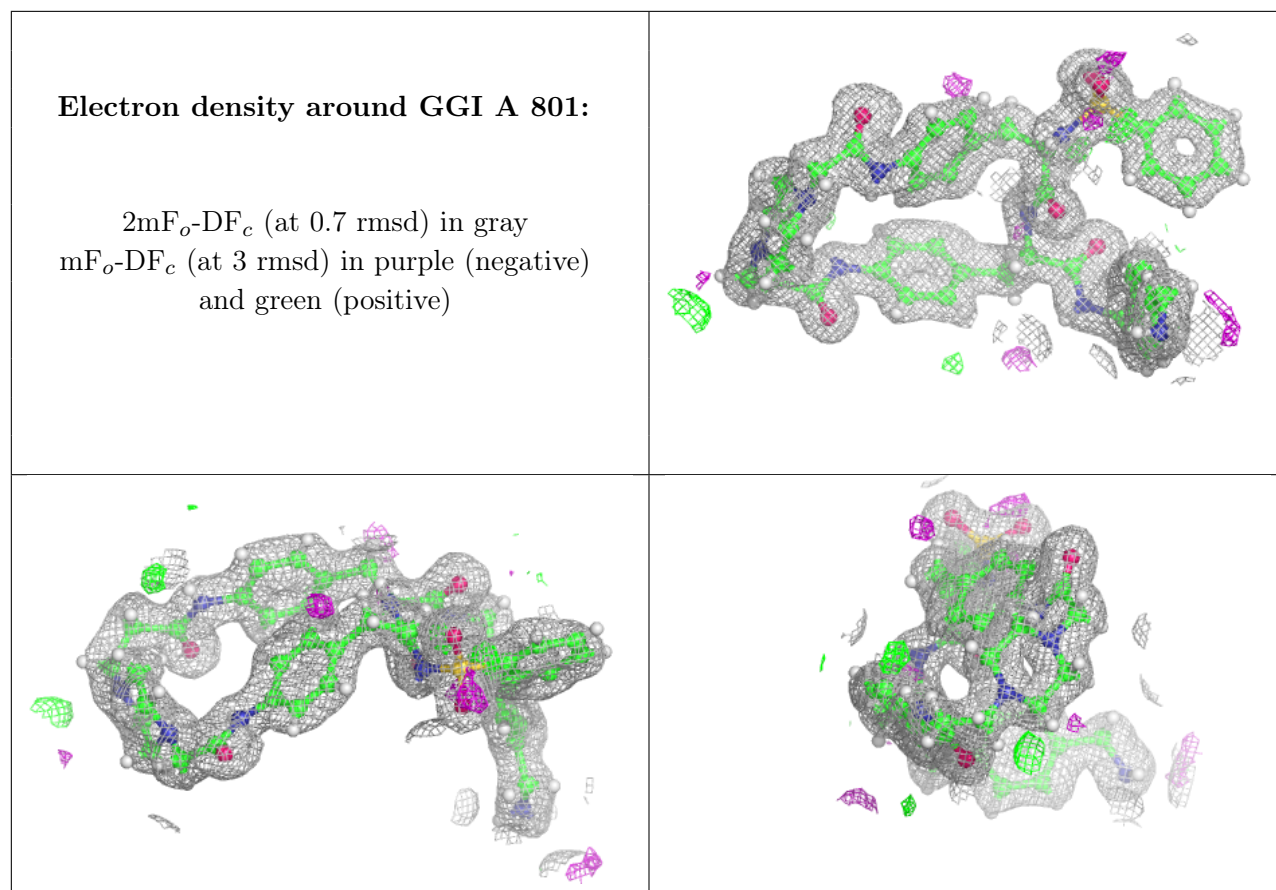 Electron density around GGI A 801:
2mFₒ-DF𝒸 (at 0.7 rmsd) in gray
mFₒ-DF𝒸 (at 3 rmsd) in purple (negative)
and green (positive)